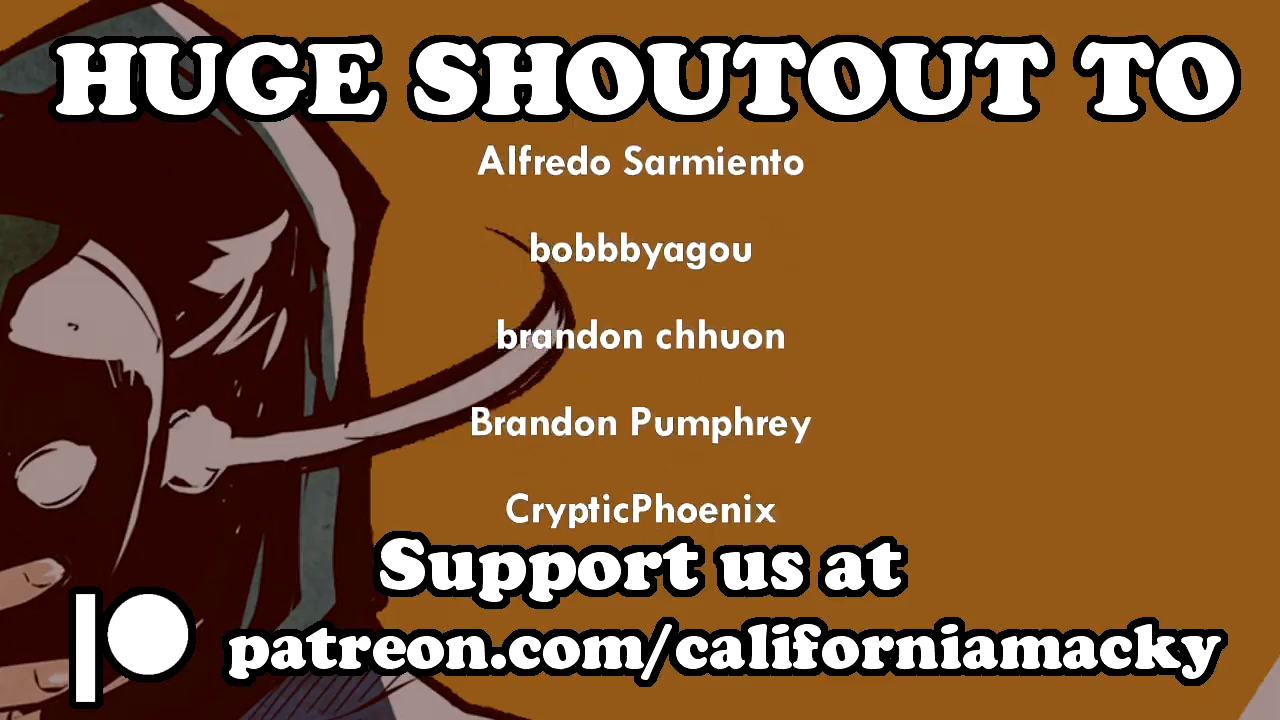 HUGE SHOUTOUT TO
Alfredo Sarmiento
bobbbyagou
brandon chhuon
Brandon Pumphrey
CrypticPhoenix
Support us at
patreon.com/californiamacky